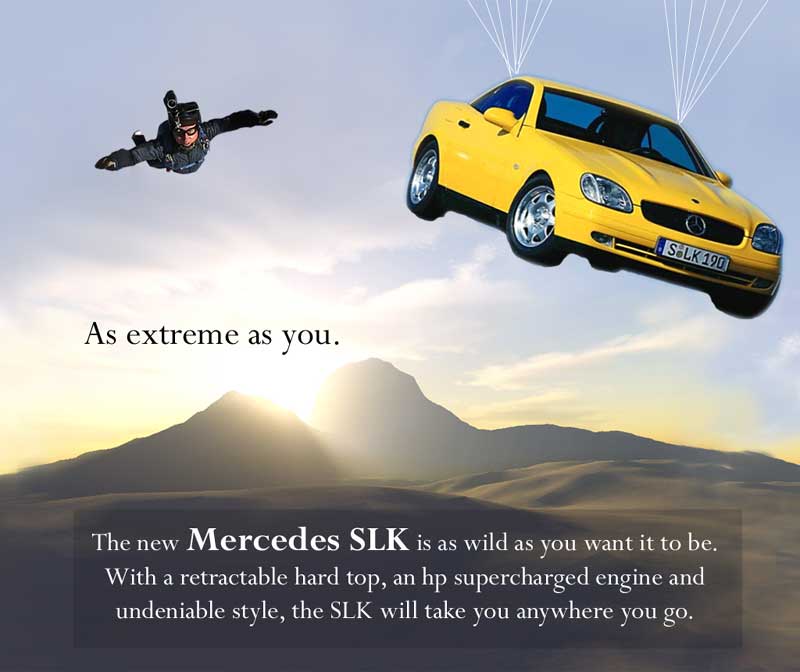 S LK 190
As extreme as you.
The new Mercedes SLK is as wild as you want it to be.
With a retractable hard top, an hp supercharged engine and
undeniable style, the SLK will take you anywhere you go.